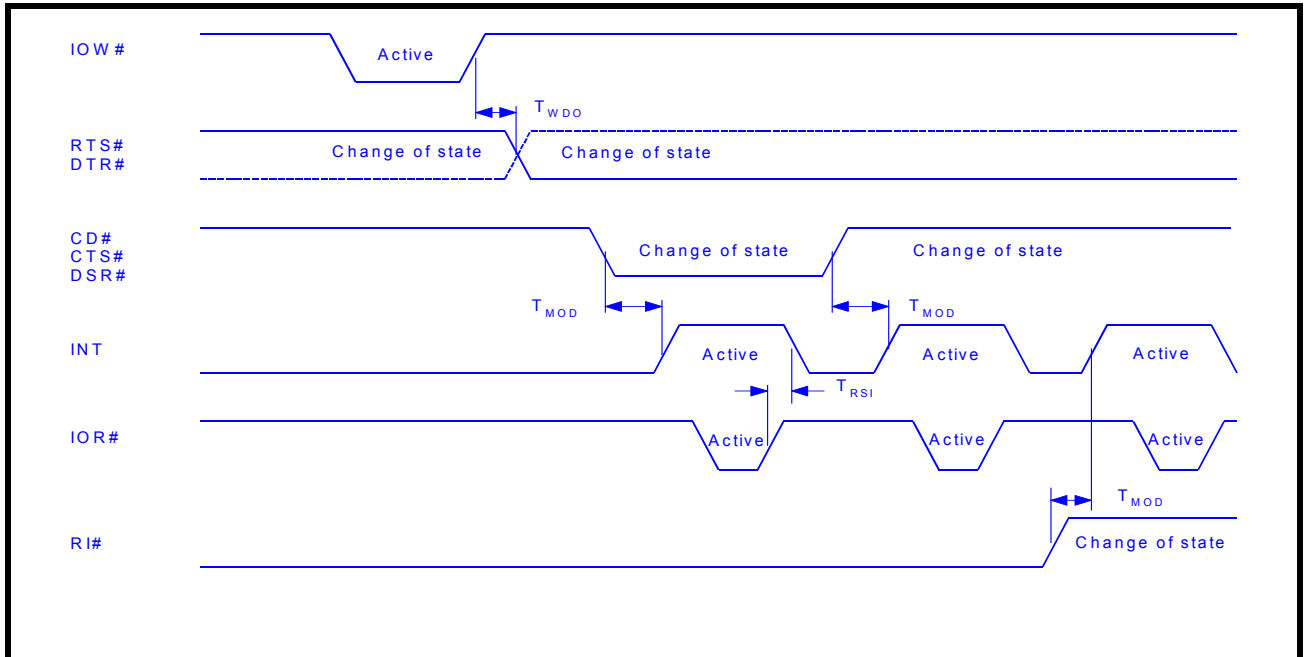 IOW#
Active
TWDO
RTS#
DTR#
Change of state Change of state
CD#
CTS#
DSR#
Change of state Change of state
TMOD TMOD
INT
Active Active Active
TRSI
IOR#
Active Active Active
TMOD
RI#
Change of state